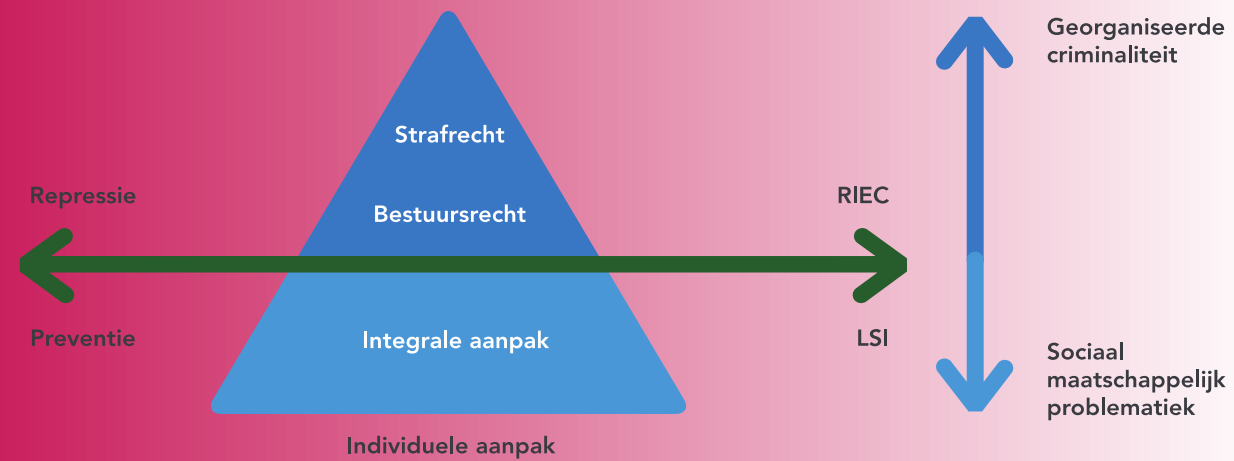 Georganiseerde
criminaliteit
Strafrecht
Repressie
RIEC
Bestuursrecht
Preventie
Integrale aanpak
LSI
Sociaal
maatschappelijk
problematiek
Individuele aanpak